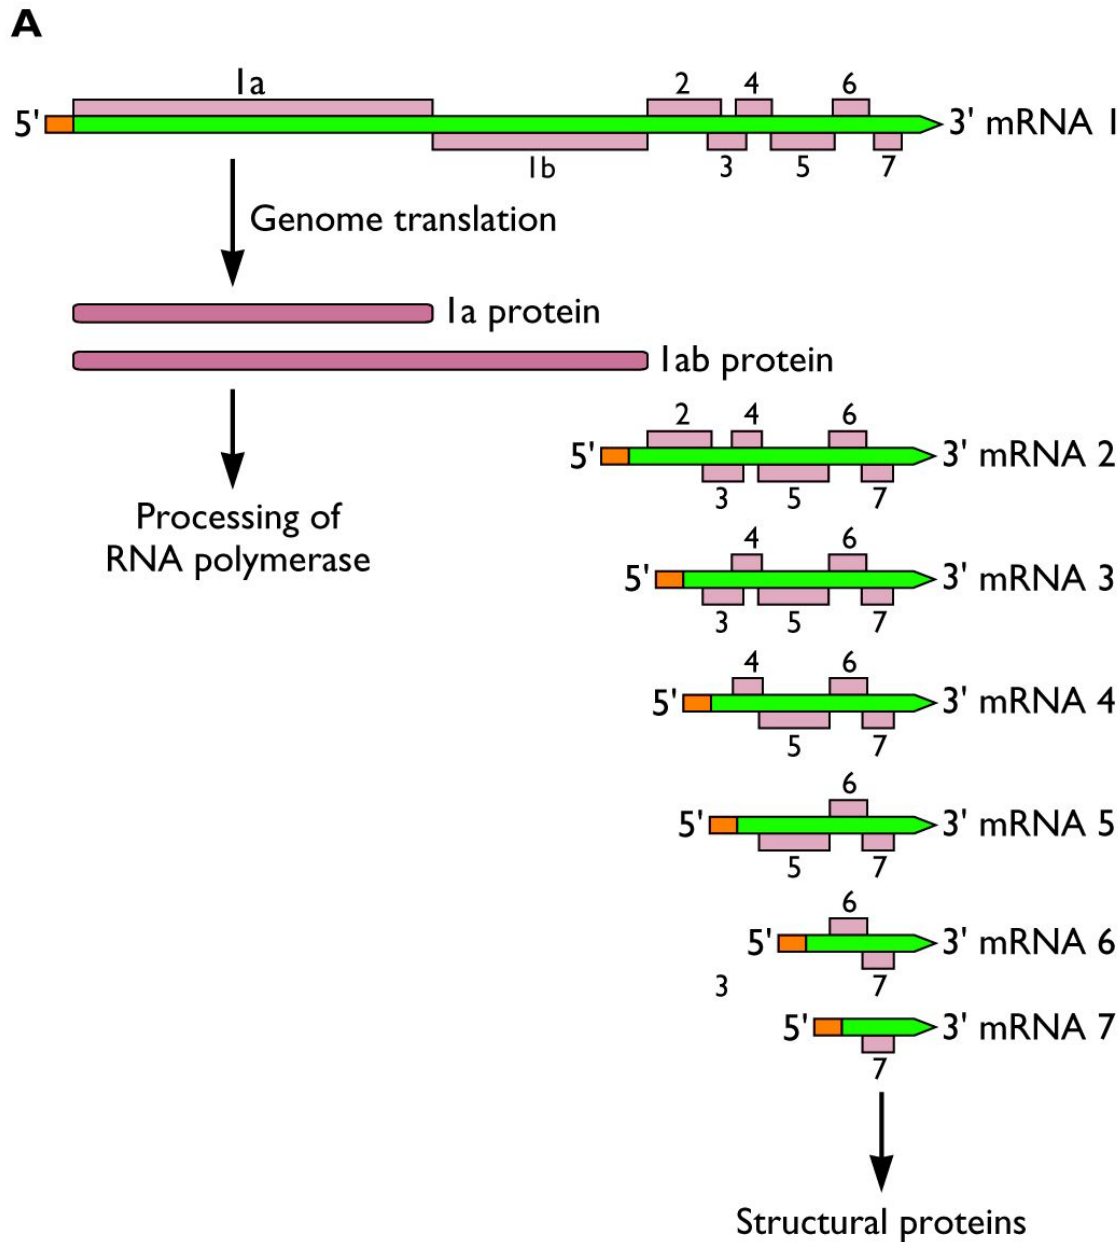 A
1a 2 4 6
5' 3' mRNA 1
1b 3 5 7
Genome translation
1a protein
1ab protein
2 4 6
5' 3' mRNA 2
3 5 7
Processing of
RNA polymerase
4 6
5' 3' mRNA 3
3 5 7
4 6
5' 3' mRNA 4
5 7
6
5' 3' mRNA 5
5 7
6
5' 3' mRNA 6
3 7
5' 3' mRNA 7
7
Structural proteins